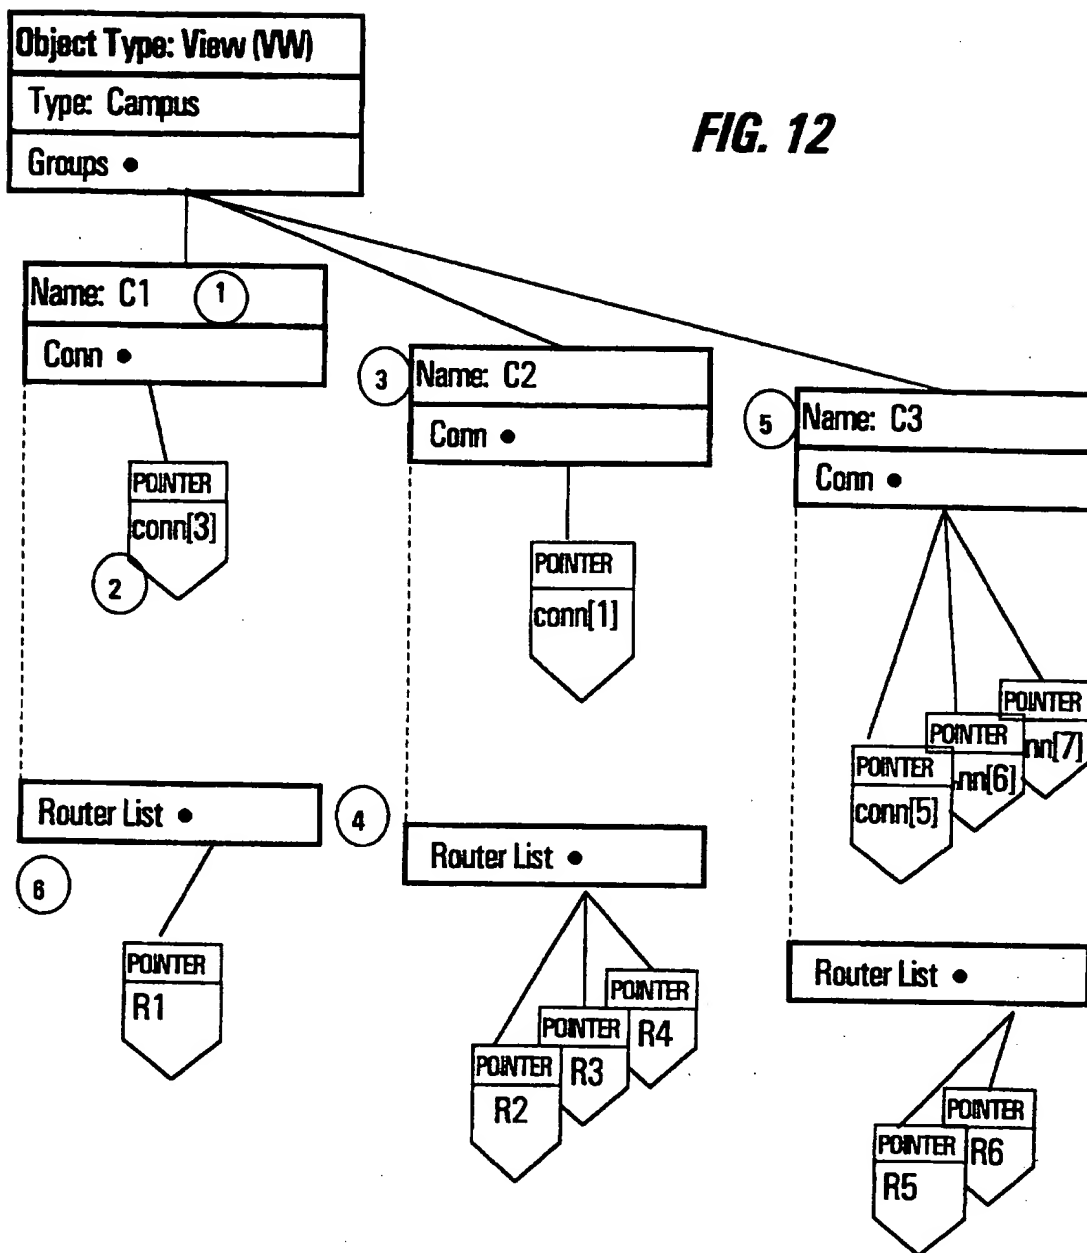 Object Type: View (VW)
Type: Campus
Groups •
FIG. 12
Name: C1
1
Conn •
3
Name: C2
Conn •
5
Name: C3
Conn •
POINTER
conn[3]
2
POINTER
conn[1]
POINTER
nn[7]
POINTER
nn[6]
POINTER
conn[5]
Router List •
4
Router List •
6
POINTER
R1
Router List •
POINTER
R4
POINTER
R3
POINTER
R2
POINTER
R6
POINTER
R5